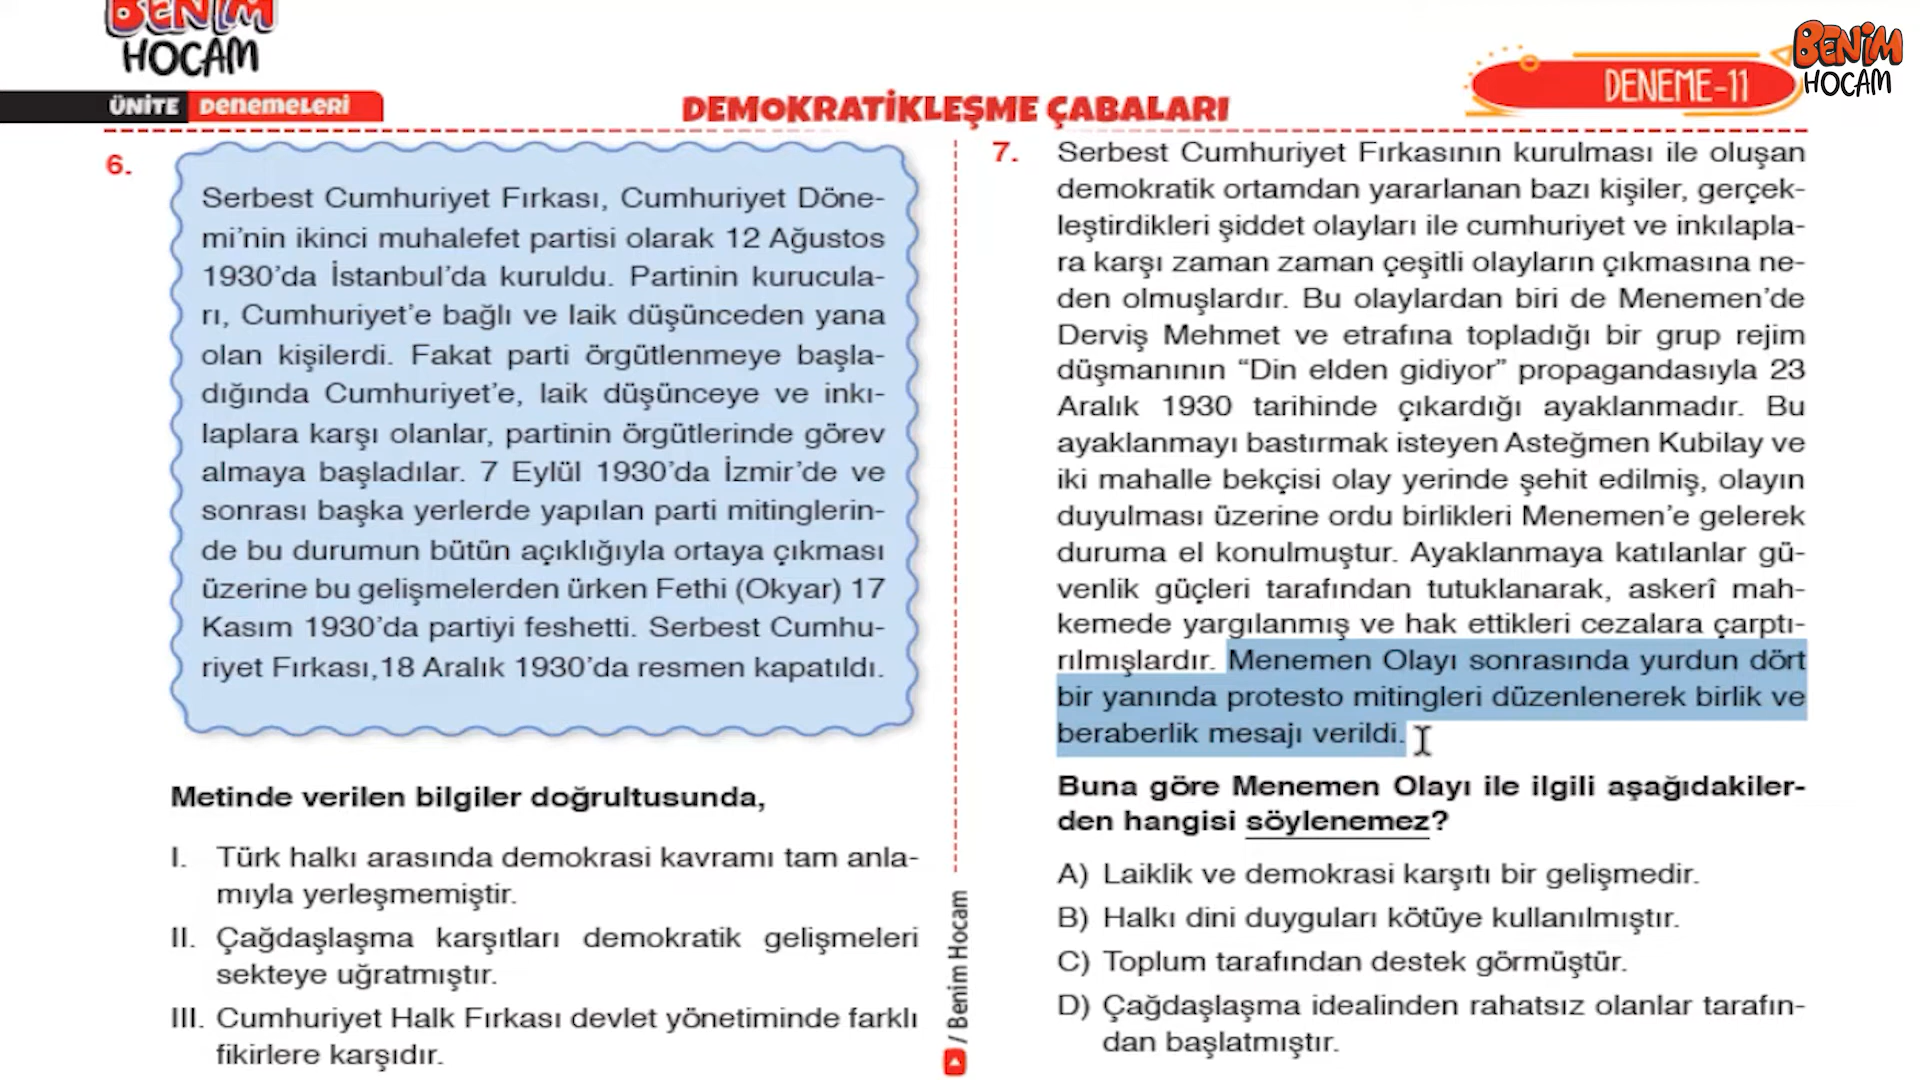 BENİM
HOCAM
BENİM
HOCAM
DENEME-11
ÜNİTE DENEMELERİ
DEMOKRATİKLEŞME ÇABALARI
6.
Serbest Cumhuriyet Fırkası, Cumhuriyet Döne-
mi’nin ikinci muhalefet partisi olarak 12 Ağustos
1930’da İstanbul’da kuruldu. Partinin kurucula-
rı, Cumhuriyet’e bağlı ve laik düşünceden yana
olan kişilerdi. Fakat parti örgütlenmeye başla-
dığında Cumhuriyet’e, laik düşünceye ve inkı-
laplara karşı olanlar, partinin örgütlerinde görev
almaya başladılar. 7 Eylül 1930’da İzmir’de ve
sonrası başka yerlerde yapılan parti mitinglerin-
de bu durumun bütün açıklığıyla ortaya çıkması
üzerine bu gelişmelerden ürken Fethi (Okyar) 17
Kasım 1930’da partiyi feshetti. Serbest Cumhu-
riyet Fırkası,18 Aralık 1930’da resmen kapatıldı.
Metinde verilen bilgiler doğrultusunda,
I. Türk halkı arasında demokrasi kavramı tam anla-
mıyla yerleşmemiştir.
II. Çağdaşlaşma karşıtları demokratik gelişmeleri
sekteye uğratmıştır.
III. Cumhuriyet Halk Fırkası devlet yönetiminde farklı
fikirlere karşıdır.
/ Benim Hocam
7. Serbest Cumhuriyet Fırkasının kurulması ile oluşan
demokratik ortamdan yararlanan bazı kişiler, gerçek-
leştirdikleri şiddet olayları ile cumhuriyet ve inkılapla-
ra karşı zaman zaman çeşitli olayların çıkmasına ne-
den olmuşlardır. Bu olaylardan biri de Menemen’de
Derviş Mehmet ve etrafına topladığı bir grup rejim
düşmanının “Din elden gidiyor” propagandasıyla 23
Aralık 1930 tarihinde çıkardığı ayaklanmadır. Bu
ayaklanmayı bastırmak isteyen Asteğmen Kubilay ve
iki mahalle bekçisi olay yerinde şehit edilmiş, olayın
duyulması üzerine ordu birlikleri Menemen’e gelerek
duruma el konulmuştur. Ayaklanmaya katılanlar gü-
venlik güçleri tarafından tutuklanarak, askerî mah-
kemede yargılanmış ve hak ettikleri cezalara çarptı-
rılmışlardır. Menemen Olayı sonrasında yurdun dört
bir yanında protesto mitingleri düzenlenerek birlik ve
beraberlik mesajı verildi.
Buna göre Menemen Olayı ile ilgili aşağıdakiler-
den hangisi söylenemez?
A) Laiklik ve demokrasi karşıtı bir gelişmedir.
B) Halkı dini duyguları kötüye kullanılmıştır.
C) Toplum tarafından destek görmüştür.
D) Çağdaşlaşma idealinden rahatsız olanlar tarafın-
dan başlatmıştır.